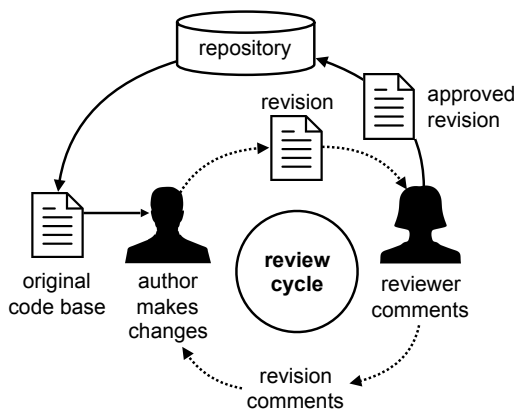 repository
approved
revision
revision
original
code base
author
makes
changes
review
cycle
reviewer
comments
revision
comments